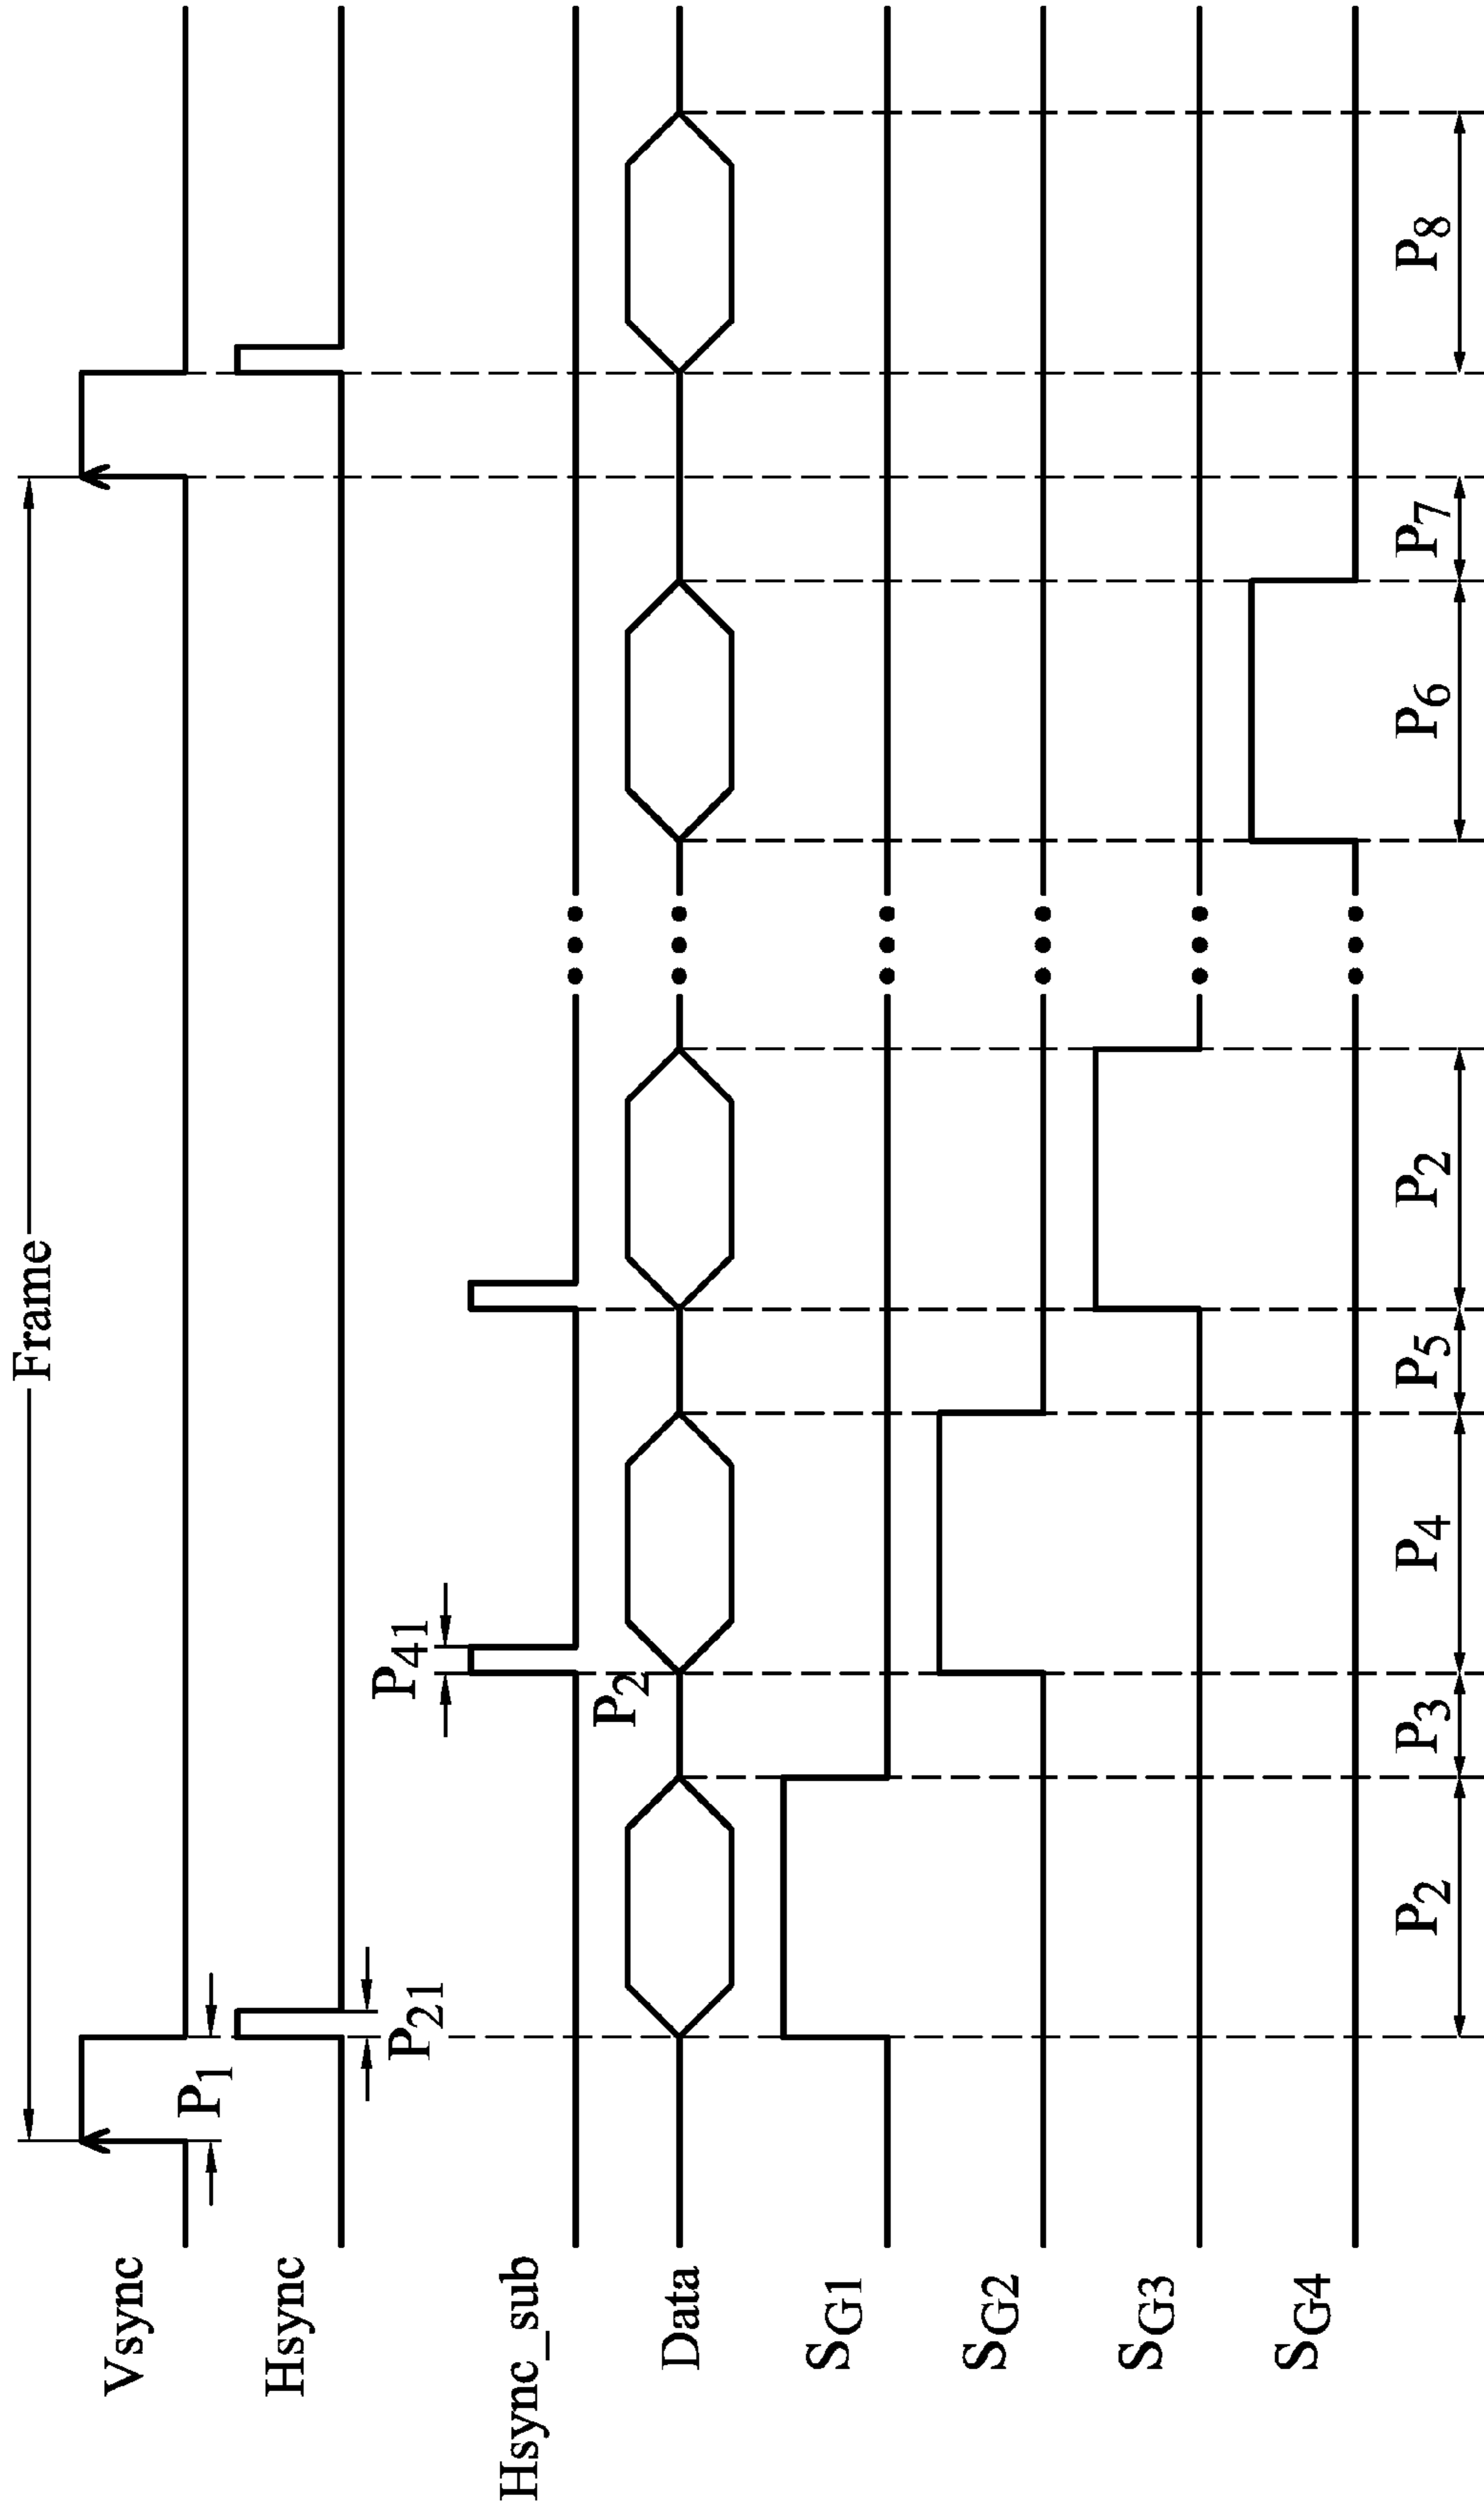 Frame
Vsync
P1
Hsync
P21
P41
Hsync_sub
P2
Data
SG1
SG2
SG3
SG4
P2
P3
P4
P5
P2
P6
P7
P8